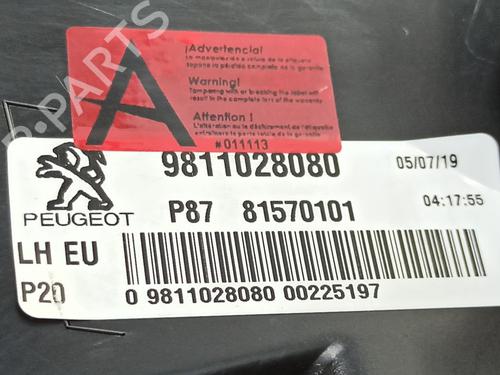 ¡Advertencia!
La manipulación o rotura de la etiqueta
supone la pérdida completa de la garantía
Warning!
Tampering with or breaking the label will
result in the complete loss of the warranty
Attention !
L'altération ou le déchirement de l'étiquette
entraînera la perte totale de la garantie
#011113
A
9811028080 05/07/19
PEUGEOT
P87 81570101 04:17:55
LH EU
P20
0 9811028080 00225197